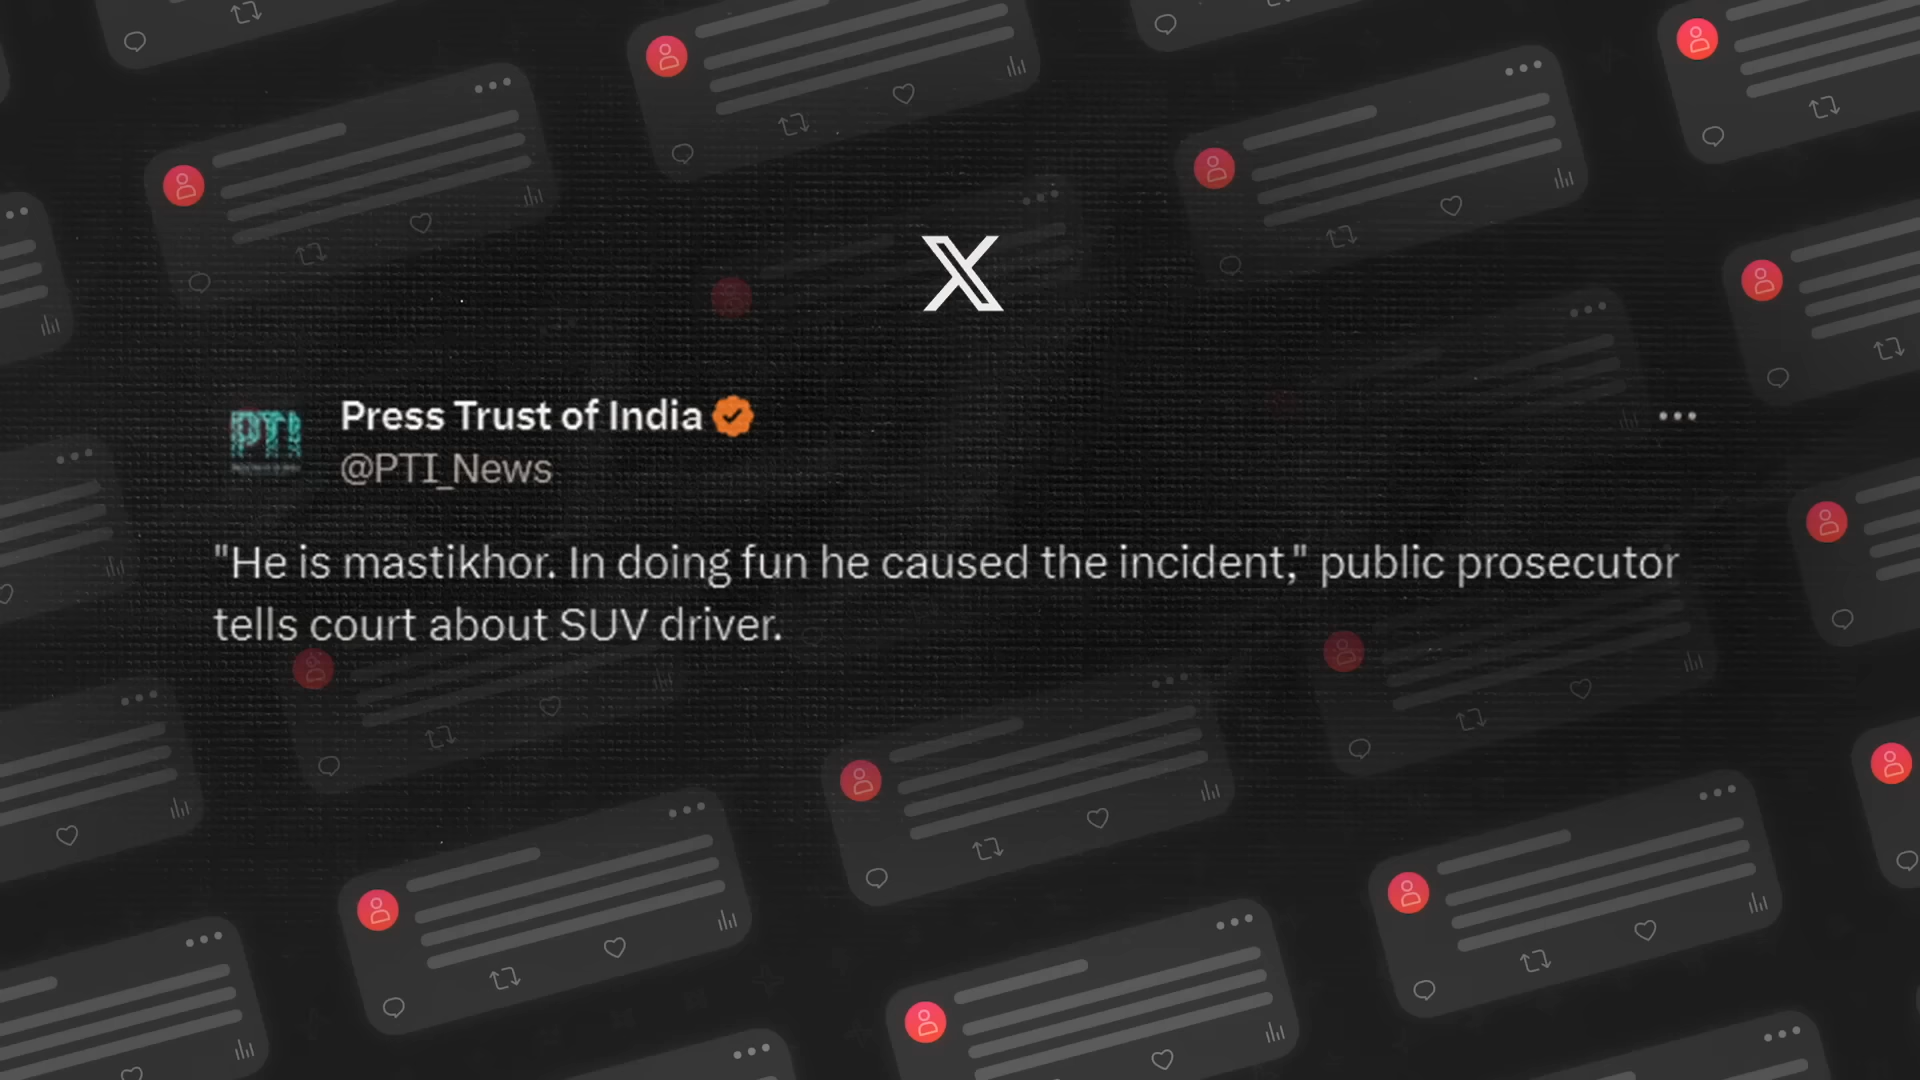 X
PTI
Press Trust of India
@PTI_News
"He is mastikhor. In doing fun he caused the incident," public prosecutor
tells court about SUV driver.